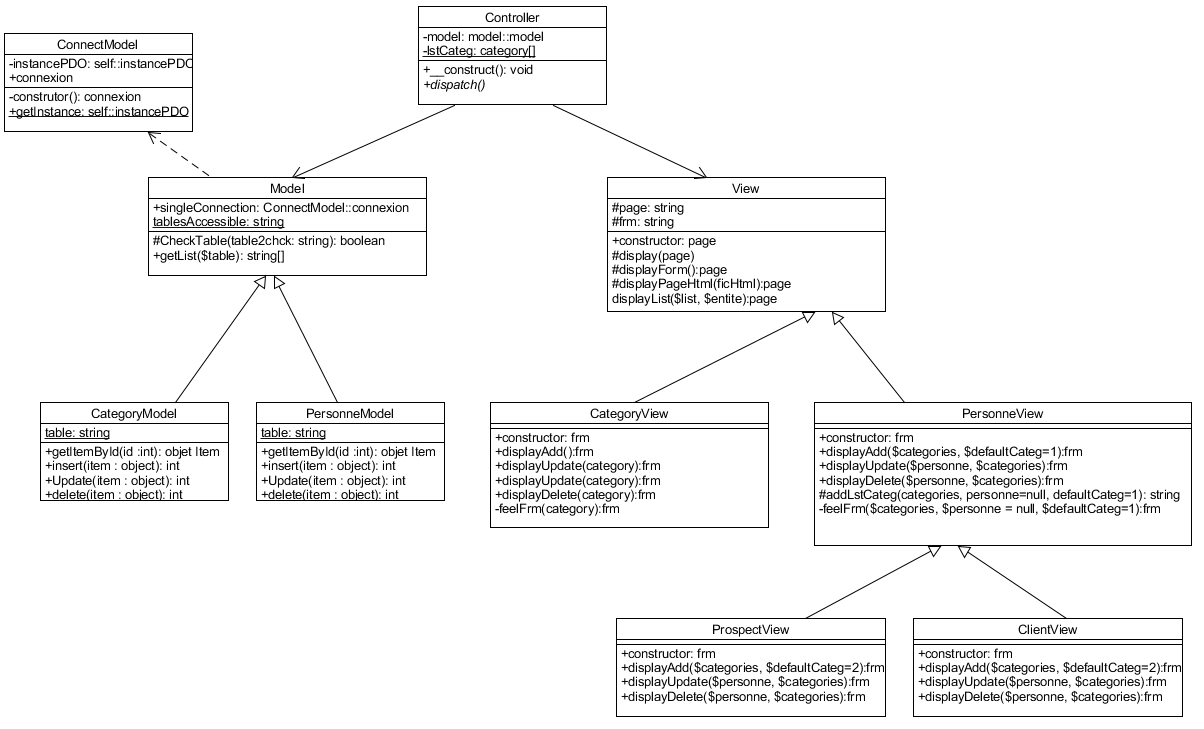 Controller
-model: model::model
-lstCateg: category[]
+__construct(): void
+dispatch()
ConnectModel
-instancePDO: self::instancePDO
+connexion
-construtor(): connexion
+getInstance: self::instancePDO
Model
+singleConnection: ConnectModel::connexion
tablesAccessible: string
#CheckTable(table2chck: string): boolean
+getList($table): string[]
View
#page: string
#frm: string
+constructor: page
#display(page)
#displayForm():page
#displayPageHtml(ficHtml):page
displayList($list, $entite):page
CategoryModel
table: string
+getItemById(id :int): objet Item
+insert(item : object): int
+Update(item : object): int
+delete(item : object): int
PersonneModel
table: string
+getItemById(id :int): objet Item
+insert(item : object): int
+Update(item : object): int
+delete(item : object): int
CategoryView
+constructor: frm
+displayAdd():frm
+displayUpdate(category):frm
+displayUpdate(category):frm
+displayDelete(category):frm
-feelFrm(category):frm
PersonneView
+constructor: frm
+displayAdd($categories, $defaultCateg=1):frm
+displayUpdate($personne, $categories):frm
+displayDelete($personne, $categories):frm
#addLstCateg(categories, personne=null, defaultCateg=1): string
-feelFrm($categories, $personne = null, $defaultCateg=1):frm
ProspectView
+constructor: frm
+displayAdd($categories, $defaultCateg=2):frm
+displayUpdate($personne, $categories):frm
+displayDelete($personne, $categories):frm
ClientView
+constructor: frm
+displayAdd($categories, $defaultCateg=2):frm
+displayUpdate($personne, $categories):frm
+displayDelete($personne, $categories):frm